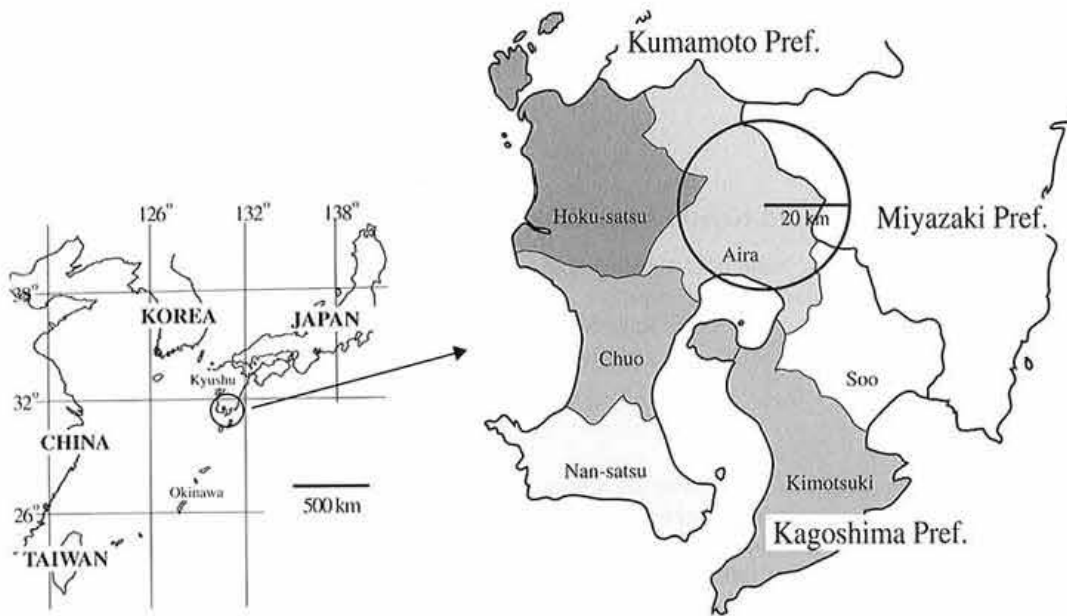 126°
132°
138°
38°
KOREA
JAPAN
Kyushu
32°
CHINA
Okinawa
500 km
26°
TAIWAN
Kumamoto Pref.
Hoku-satsu
20 km
Miyazaki Pref.
Aira
Chuo
Soo
Nan-satsu
Kimotsuki
Kagoshima Pref.